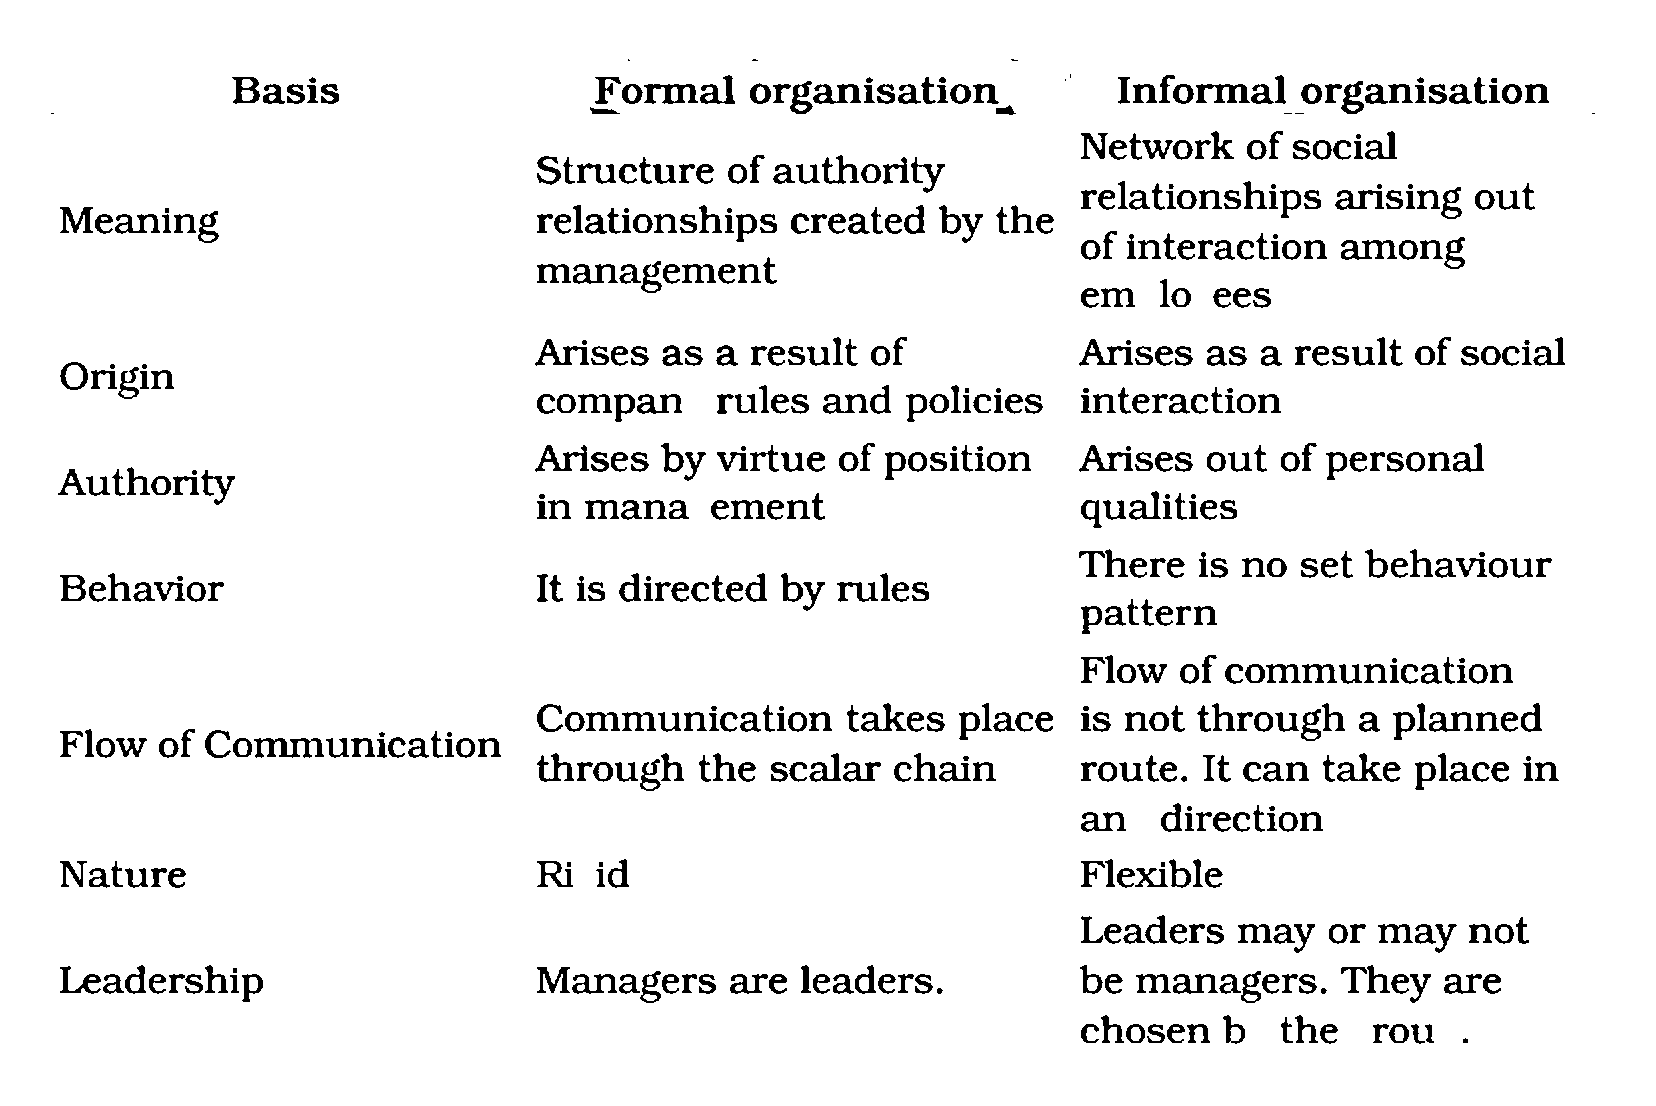 Basis Formal organisation Informal organisation
Meaning
Structure of authority
relationships created by the
management
Network of social
relationships arising out
of interaction among
em lo ees
Origin
Arises as a result of
compan rules and policies
Arises as a result of social
interaction
Authority
Arises by virtue of position
in mana ement
Arises out of personal
qualities
Behavior
It is directed by rules
There is no set behaviour
pattern
Flow of Communication
Communication takes place
through the scalar chain
Flow of communication
is not through a planned
route. It can take place in
an direction
Nature
Ri id
Flexible
Leadership
Managers are leaders.
Leaders may or may not
be managers. They are
chosen b the rou .